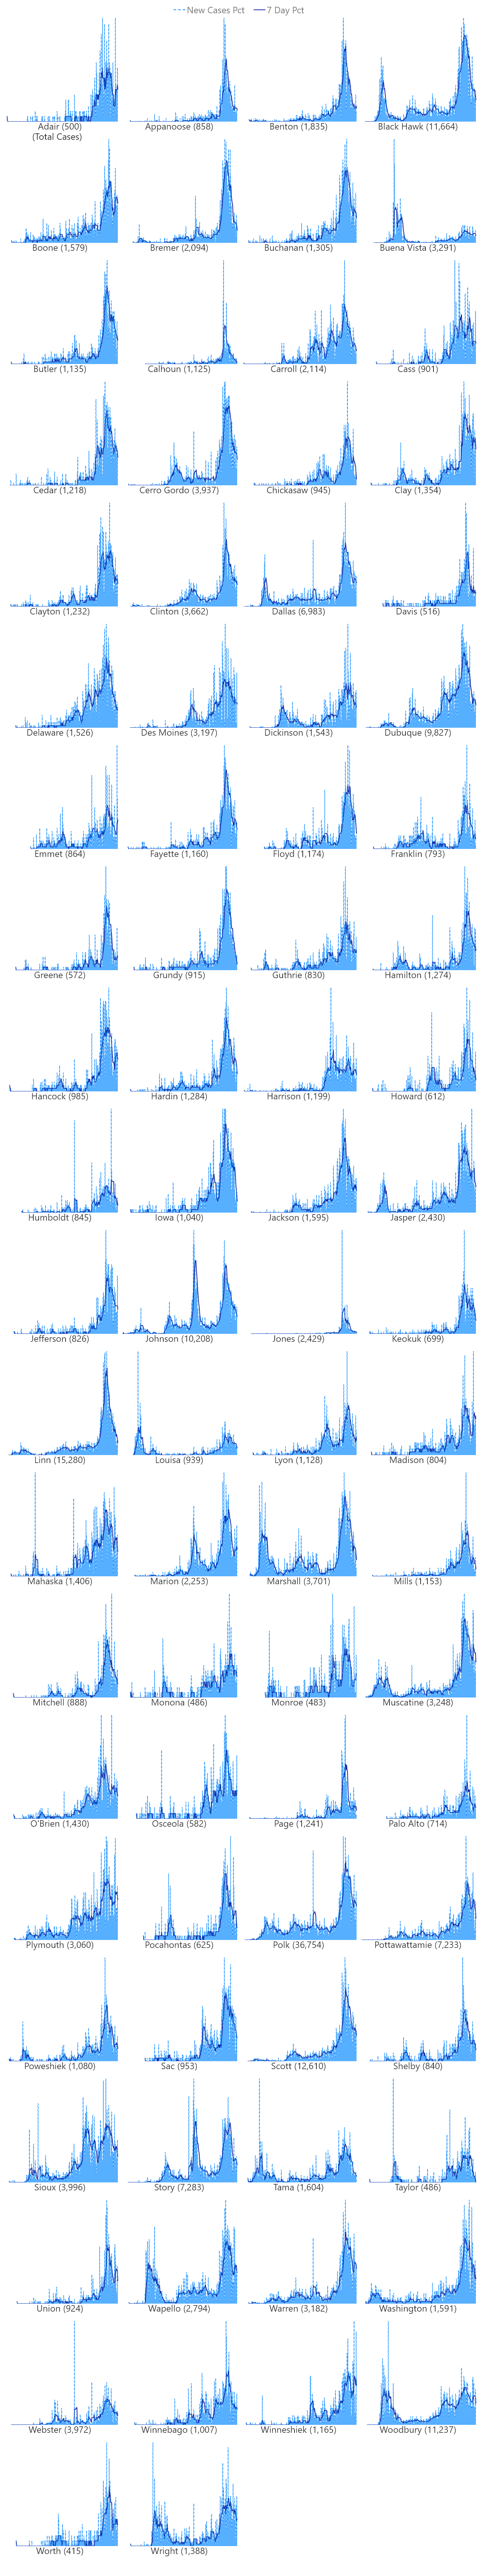 New Cases Pct 7 Day Pct
Adair (500) Appanoose (858) Benton (1,835) Black Hawk (11,664)
(Total Cases)
Boone (1,579) Bremer (2,094) Buchanan (1,305) Buena Vista (3,291)
Butler (1,135) Calhoun (1,125) Carroll (2,114) Cass (901)
Cedar (1,218) Cerro Gordo (3,937) Chickasaw (945) Clay (1,354)
Clayton (1,232) Clinton (3,662) Dallas (6,983) Davis (516)
Delaware (1,526) Des Moines (3,197) Dickinson (1,543) Dubuque (9,827)
Emmet (864) Fayette (1,160) Floyd (1,174) Franklin (793)
Greene (572) Grundy (915) Guthrie (830) Hamilton (1,274)
Hancock (985) Hardin (1,284) Harrison (1,199) Howard (612)
Humboldt (845) Iowa (1,040) Jackson (1,595) Jasper (2,430)
Jefferson (826) Johnson (10,208) Jones (2,429) Keokuk (699)
Linn (15,280) Louisa (939) Lyon (1,128) Madison (804)
Mahaska (1,406) Marion (2,253) Marshall (3,701) Mills (1,153)
Mitchell (888) Monona (486) Monroe (483) Muscatine (3,248)
O'Brien (1,430) Osceola (582) Page (1,241) Palo Alto (714)
Plymouth (3,060) Pocahontas (625) Polk (36,754) Pottawattamie (7,233)
Poweshiek (1,080) Sac (953) Scott (12,610) Shelby (840)
Sioux (3,996) Story (7,283) Tama (1,604) Taylor (486)
Union (924) Wapello (2,794) Warren (3,182) Washington (1,591)
Webster (3,972) Winnebago (1,007) Winneshiek (1,165) Woodbury (11,237)
Worth (415) Wright (1,388)